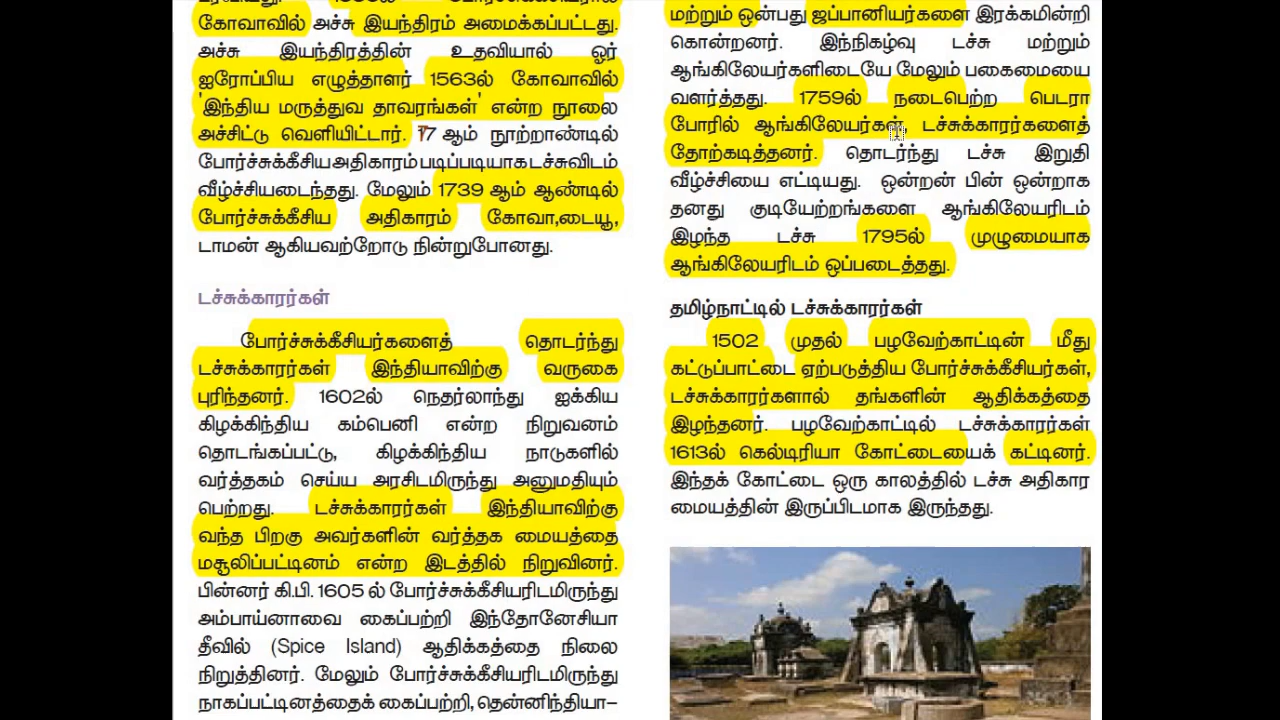 கோவாவில் அச்சு இயந்திரம் அமைக்கப்பட்டது.
அச்சு இயந்திரத்தின் உதவியால் ஓர்
ஐரோப்பிய எழுத்தாளர் 1563ல் கோவாவில்
'இந்திய மருத்துவ தாவரங்கள்' என்ற நூலை
அச்சிட்டு வெளியிட்டார். 17 ஆம் நூற்றாண்டில்
போர்ச்சுக்கீசிய அதிகாரம் படிப்படியாக டச்சுவிடம்
வீழ்ச்சியடைந்தது. மேலும் 1739 ஆம் ஆண்டில்
போர்ச்சுக்கீசிய அதிகாரம் கோவா,டையூ,
டாமன் ஆகியவற்றோடு நின்றுபோனது.
டச்சுக்காரர்கள்
போர்ச்சுக்கீசியர்களைத் தொடர்ந்து
டச்சுக்காரர்கள் இந்தியாவிற்கு வருகை
புரிந்தனர். 1602ல் நெதர்லாந்து ஐக்கிய
கிழக்கிந்திய கம்பெனி என்ற நிறுவனம்
தொடங்கப்பட்டு, கிழக்கிந்திய நாடுகளில்
வர்த்தகம் செய்ய அரசிடமிருந்து அனுமதியும்
பெற்றது. டச்சுக்காரர்கள் இந்தியாவிற்கு
வந்த பிறகு அவர்களின் வர்த்தக மையத்தை
மசூலிப்பட்டினம் என்ற இடத்தில் நிறுவினர்.
பின்னர் கி.பி. 1605 ல் போர்ச்சுக்கீசியரிடமிருந்து
அம்பாய்னாவை கைப்பற்றி இந்தோனேசியா
தீவில் (Spice Island) ஆதிக்கத்தை நிலை
நிறுத்தினர். மேலும் போர்ச்சுக்கீசியரிடமிருந்து
நாகப்பட்டினத்தைக் கைப்பற்றி, தென்னிந்தியா–
மற்றும் ஒன்பது ஜப்பானியர்களை இரக்கமின்றி
கொன்றனர். இந்நிகழ்வு டச்சு மற்றும்
ஆங்கிலேயர்களிடையே மேலும் பகைமையை
வளர்த்தது. 1759ல் நடைபெற்ற பெடரா
போரில் ஆங்கிலேயர்கள், டச்சுக்காரர்களைத்
தோற்கடித்தனர். தொடர்ந்து டச்சு இறுதி
வீழ்ச்சியை எட்டியது. ஒன்றன் பின் ஒன்றாக
தனது குடியேற்றங்களை ஆங்கிலேயரிடம்
இழந்த டச்சு 1795ல் முழுமையாக
ஆங்கிலேயரிடம் ஒப்படைத்தது.
தமிழ்நாட்டில் டச்சுக்காரர்கள்
1502 முதல் பழவேற்காட்டின் மீது
கட்டுப்பாட்டை ஏற்படுத்திய போர்ச்சுக்கீசியர்கள்,
டச்சுக்காரர்களால் தங்களின் ஆதிக்கத்தை
இழந்தனர். பழவேற்காட்டில் டச்சுக்காரர்கள்
1613ல் கெல்டிரியா கோட்டையைக் கட்டினர்.
இந்தக் கோட்டை ஒரு காலத்தில் டச்சு அதிகார
மையத்தின் இருப்பிடமாக இருந்தது.